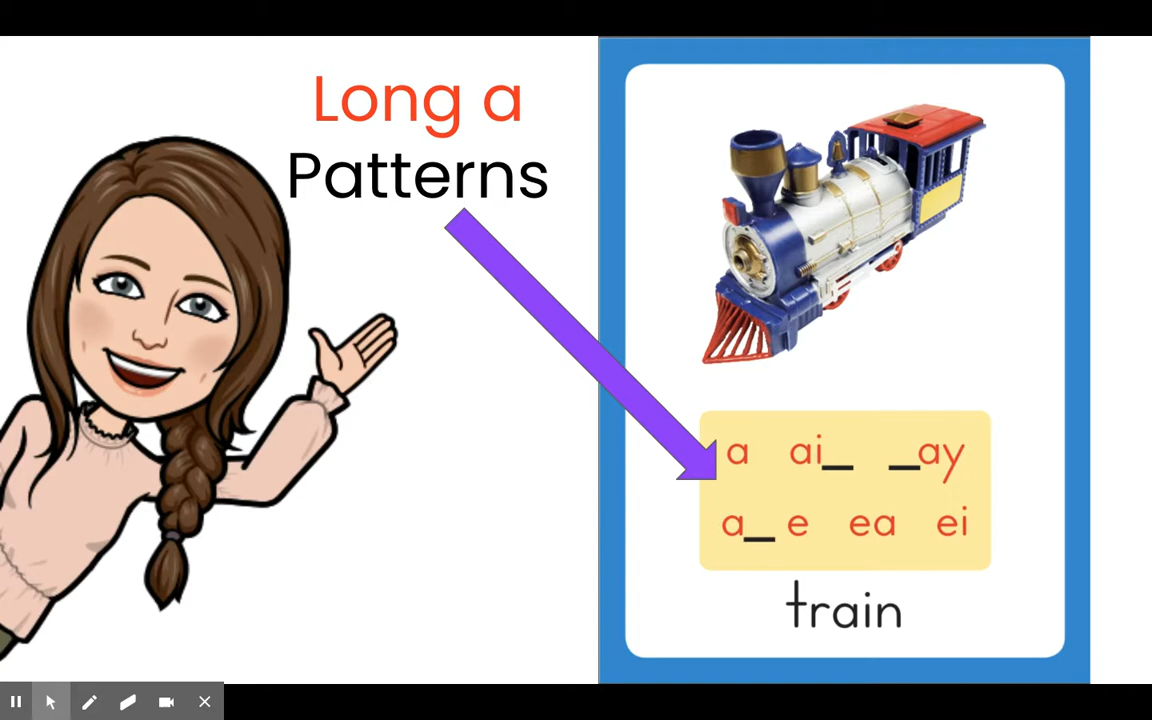 Long a
Patterns
a ai_ _ay
a_e ea ei
train